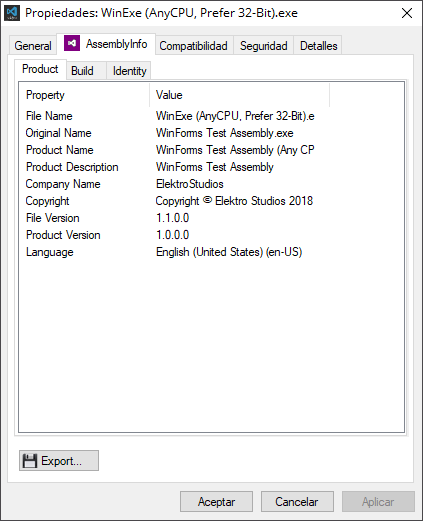 Propiedades: WinExe (AnyCPU, Prefer 32-Bit).exe
General AssemblyInfo Compatibilidad Seguridad Detalles
Product Build Identity
Property Value
File Name WinExe (AnyCPU, Prefer 32-Bit).e
Original Name WinForms Test Assembly.exe
Product Name WinForms Test Assembly (Any CP
Product Description WinForms Test Assembly
Company Name ElektroStudios
Copyright Copyright © Elektro Studios 2018
File Version 1.1.0.0
Product Version 1.0.0.0
Language English (United States) (en-US)
Export...
Aceptar Cancelar Aplicar